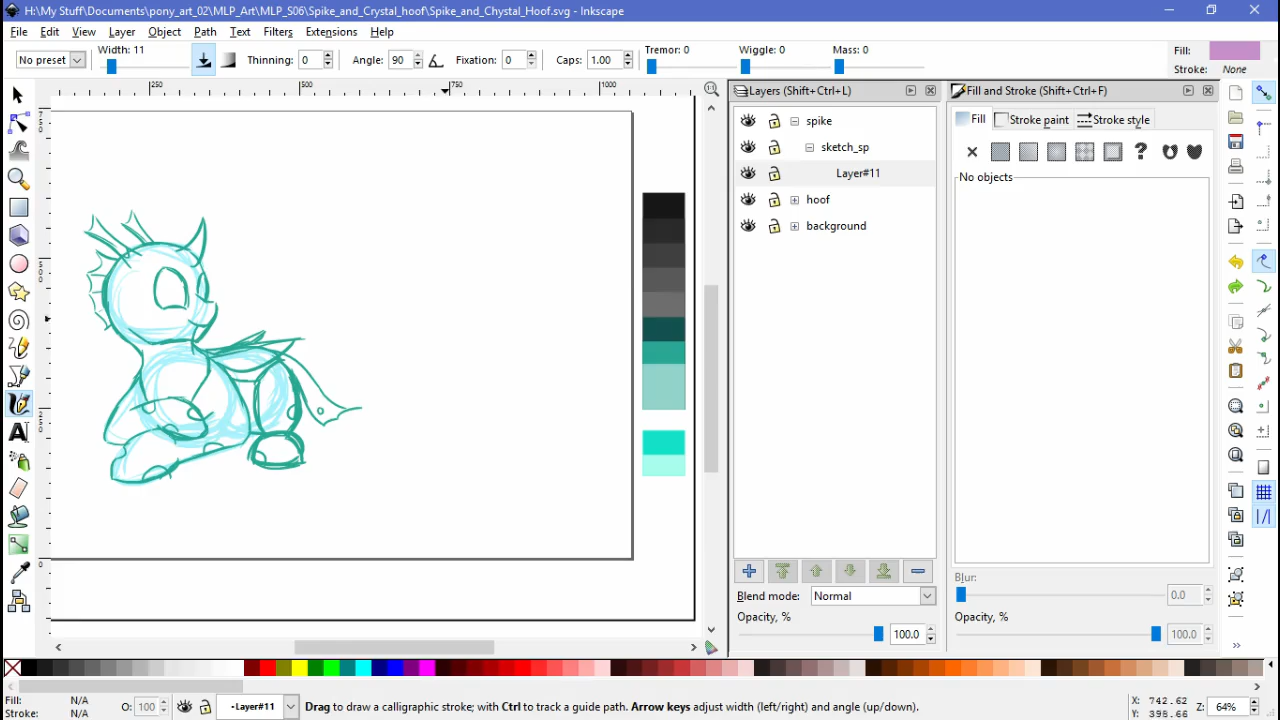 H:\My Stuff\Documents\pony_art_02\MLP_Art\MLP_S06\Spike_and_Crystal_hoof\Spike_and_Chystal_Hoof.svg - Inkscape
File Edit View Layer Object Path Text Filters Extensions Help
No preset Width: 11 Thinning: 0 Angle: 90 Fixation: 0 Caps: 1.00 Tremor: 0 Wiggle: 0 Mass: 0 Fill:
Stroke: None
250 500 750 1000
Layers (Shift+Ctrl+L) Fill and Stroke (Shift+Ctrl+F)
spike Fill Stroke paint Stroke style
sketch_sp
Layer#11
No objects
hoof
background
750
500
250
0
Blur:
0.0
Blend mode: Normal
Opacity, % Opacity, %
100.0 100.0
Fill: N/A
Stroke: N/A
O: 100
Layer#11
Drag to draw a calligraphic stroke; with Ctrl to track a guide path. Arrow keys adjust width (left/right) and angle (up/down).
X: 742.62
Y: 398.66
Z: 64%